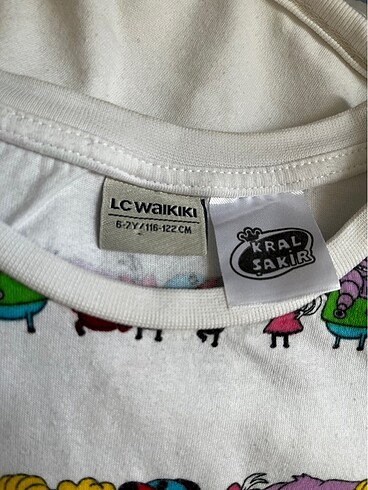 LC WAIKIKI
6-7Y/116-122 CM
KRAL
ŞAKİR